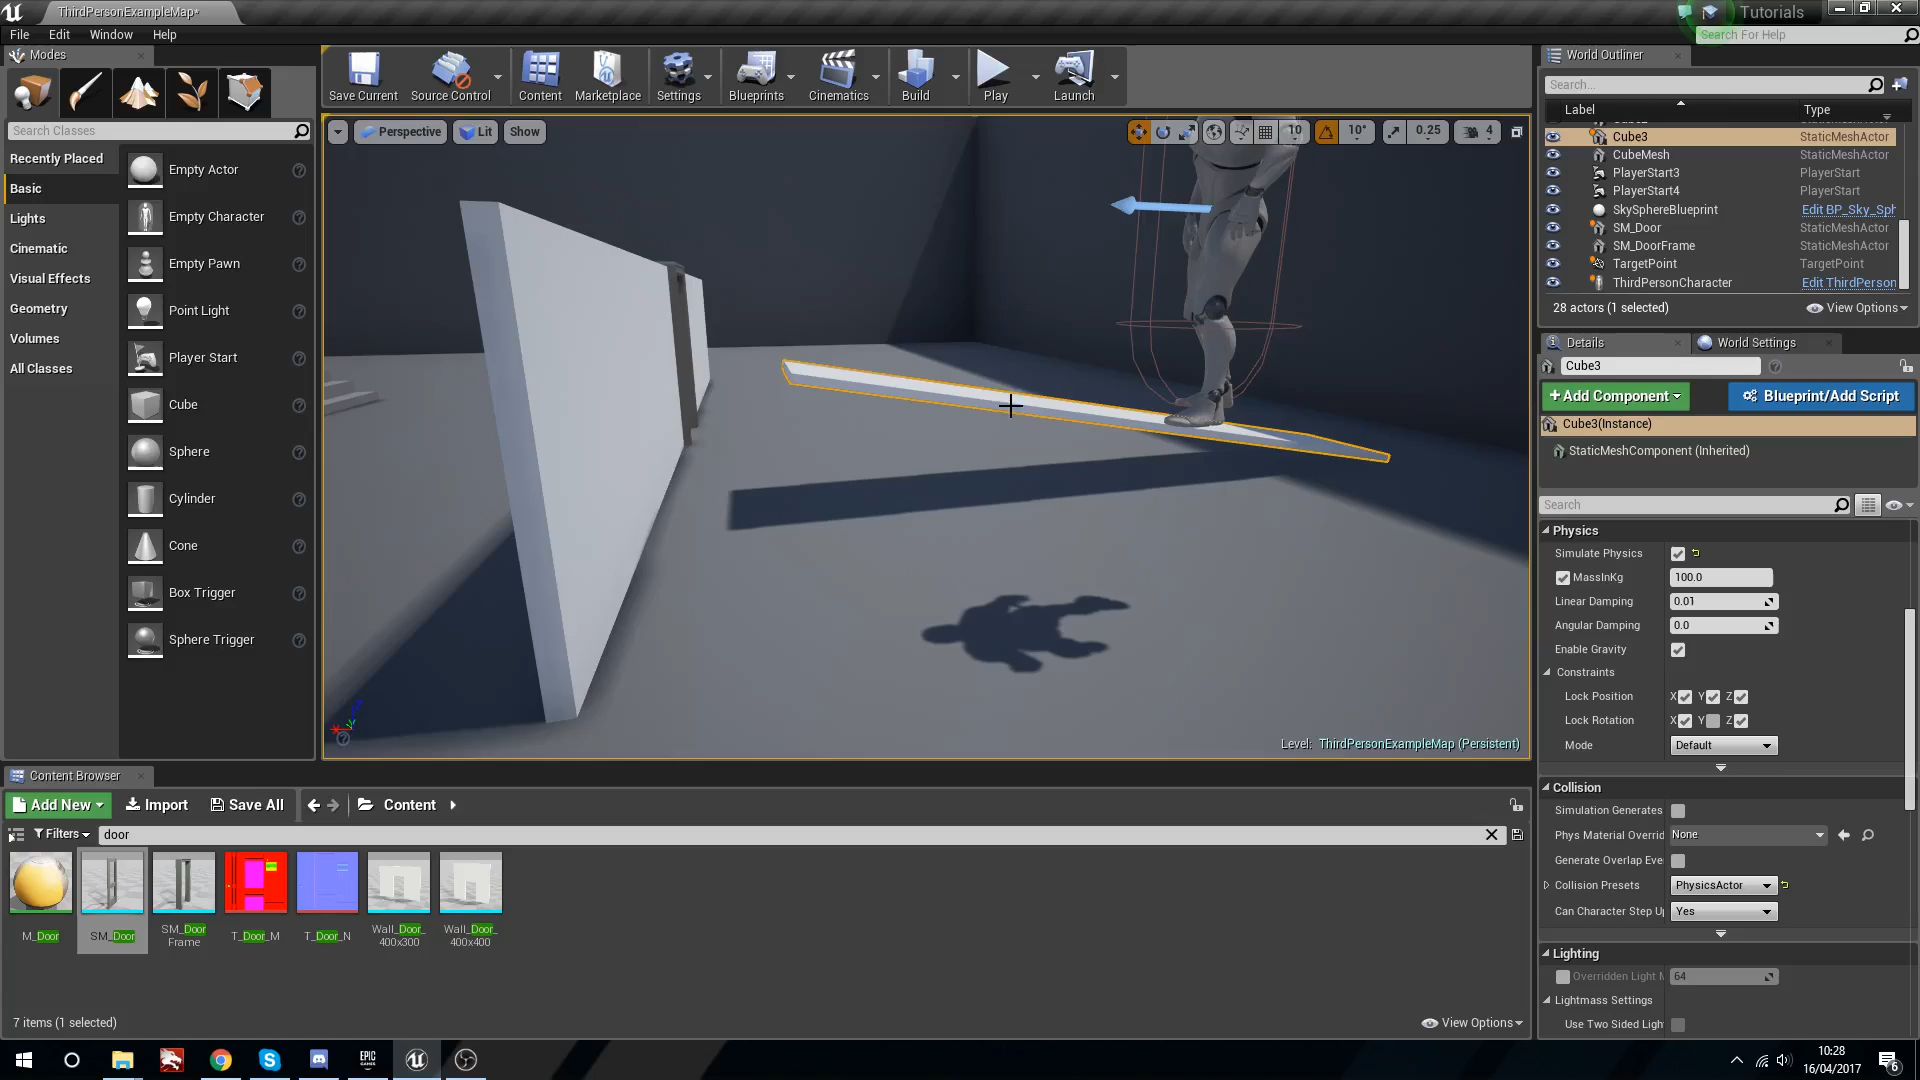 ThirdPersonExampleMap*
Tutorials
File Edit Window Help
Search For Help
Modes
Search Classes
Recently Placed
Basic
Lights
Cinematic
Visual Effects
Geometry
Volumes
All Classes
Empty Actor
Empty Character
Empty Pawn
Point Light
Player Start
Cube
Sphere
Cylinder
Cone
Box Trigger
Sphere Trigger
Save Current
Source Control
Content
Marketplace
Settings
Blueprints
Cinematics
Build
Play
Launch
Perspective Lit Show
10 10° 0.25 4
Level: ThirdPersonExampleMap (Persistent)
World Outliner
Search...
Label Type
Cube3 StaticMeshActor
CubeMesh StaticMeshActor
PlayerStart3 PlayerStart
PlayerStart4 PlayerStart
SkySphereBlueprint Edit BP_Sky_Sph
SM_Door StaticMeshActor
SM_DoorFrame StaticMeshActor
TargetPoint TargetPoint
ThirdPersonCharacter Edit ThirdPerson
28 actors (1 selected) View Options
Details World Settings
Cube3
+Add Component Blueprint/Add Script
Cube3(Instance)
StaticMeshComponent (Inherited)
Search
Physics
Simulate Physics
MassInKg 100.0
Linear Damping 0.01
Angular Damping 0.0
Enable Gravity
Constraints
Lock Position X Y Z
Lock Rotation X Y Z
Mode Default
Collision
Simulation Generates
Phys Material Overrid None
Generate Overlap Eve
Collision Presets PhysicsActor
Can Character Step U Yes
Lighting
Overridden Light M 64
Lightmass Settings
Use Two Sided Ligh
Content Browser
Add New Import Save All Content
Filters door
M_Door
SM_Door
SM_Door
Frame
T_Door_M
T_Door_N
Wall_Door_
400x300
Wall_Door_
400x400
7 items (1 selected) View Options
EPIC
GAMES
10:28
16/04/2017
6